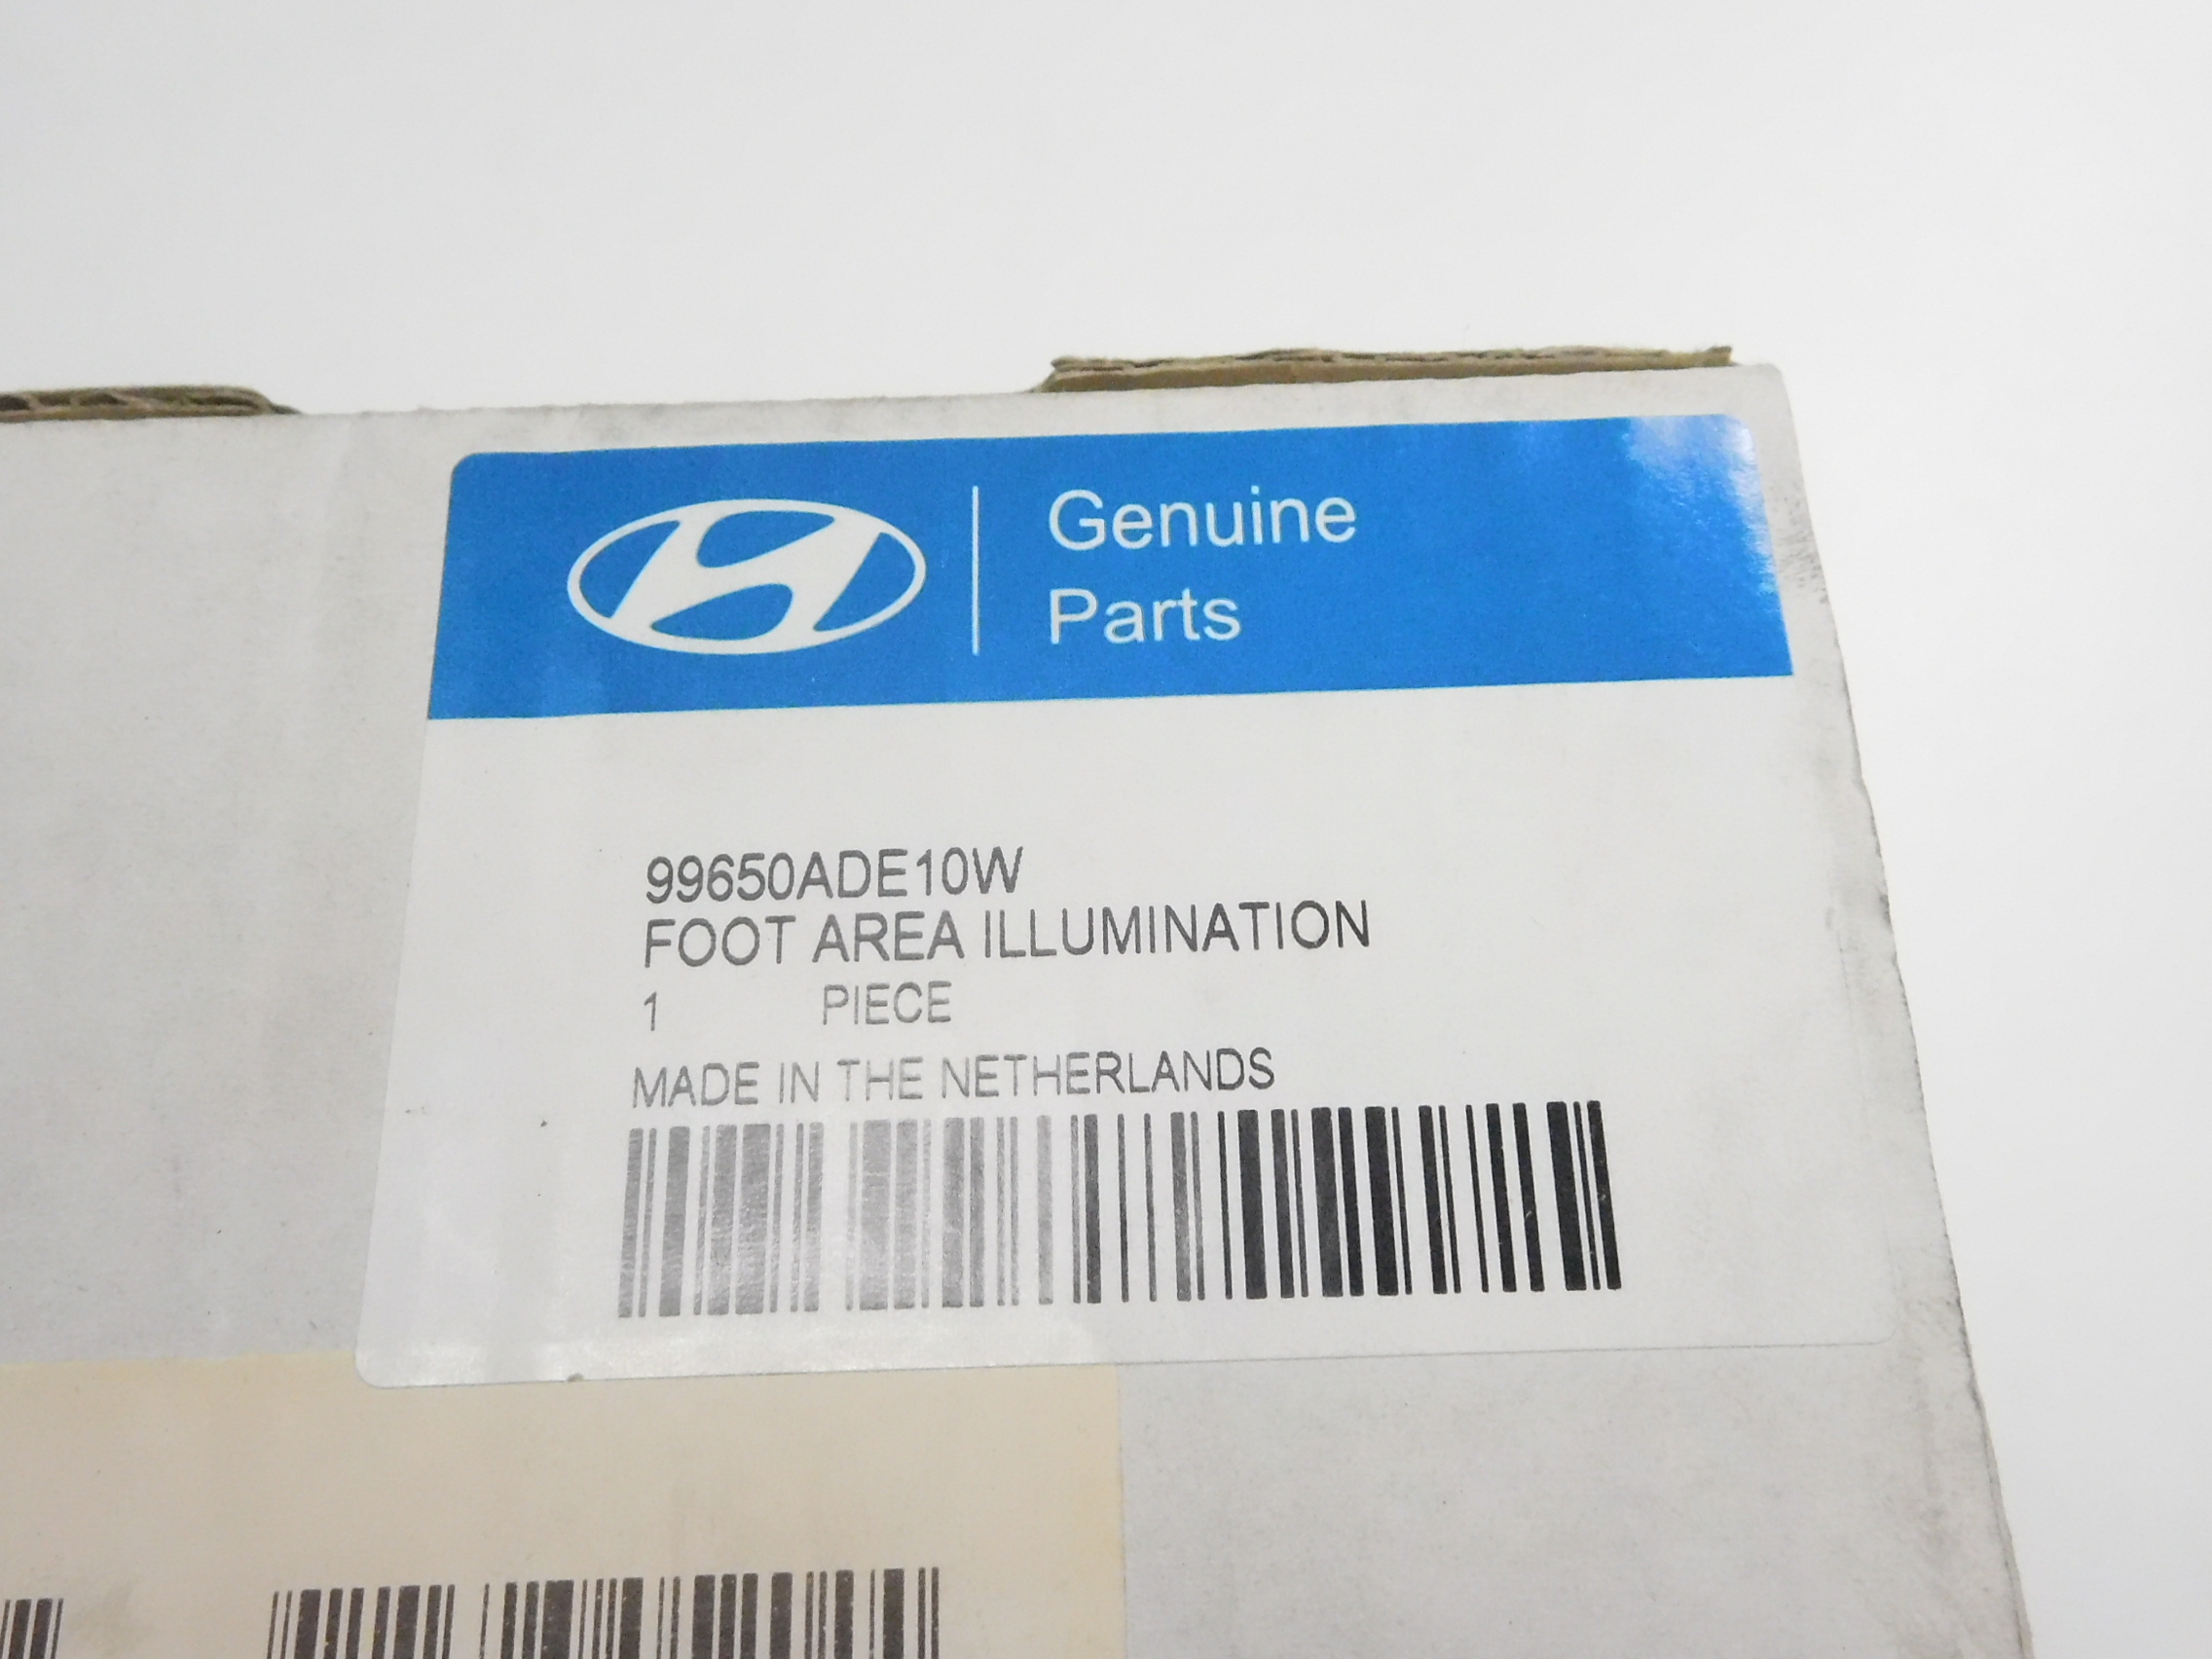 Genuine
Parts
99650ADE10W
FOOT AREA ILLUMINATION
1 PIECE
MADE IN THE NETHERLANDS